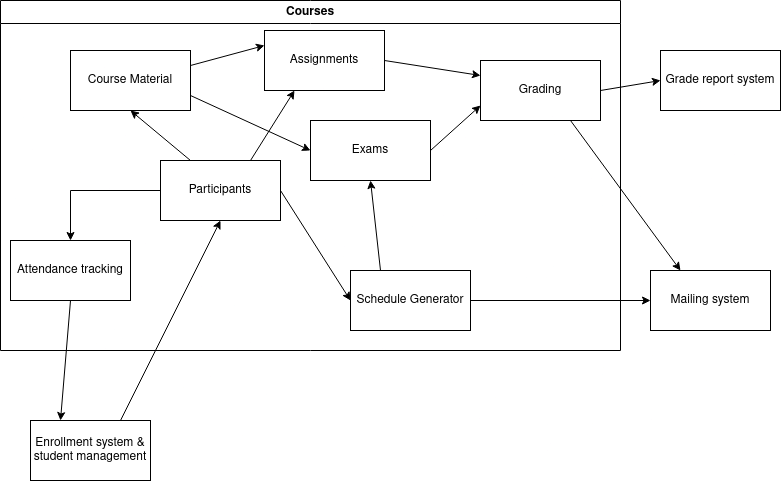 Courses
Assignments
Course Material
Grading
Grade report system
Exams
Participants
Attendance tracking
Schedule Generator
Mailing system
Enrollment system &
student management